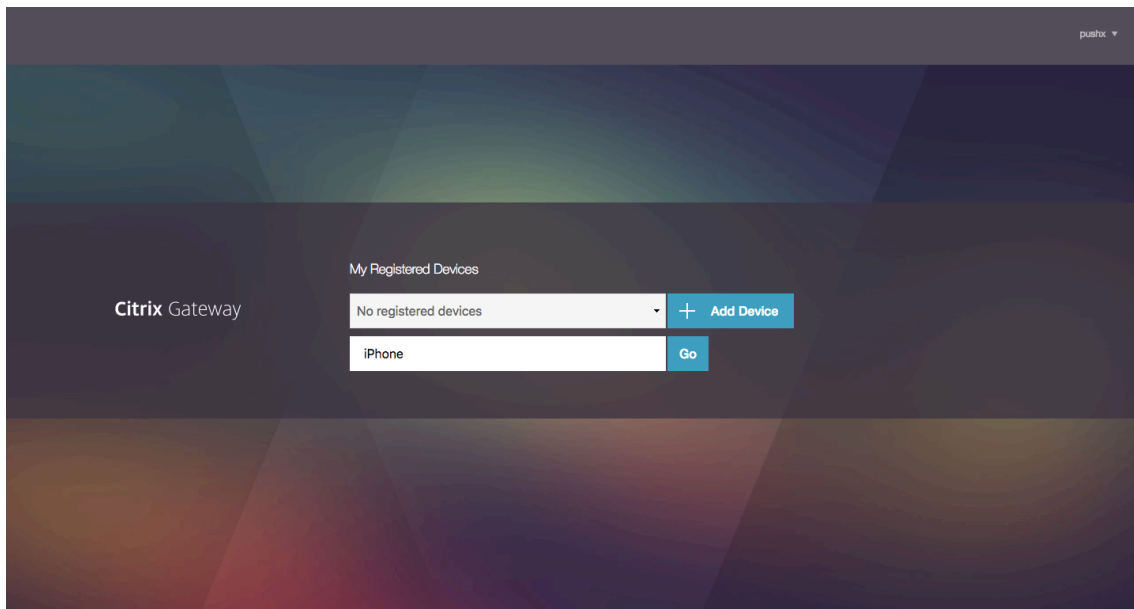 pushx
My Registered Devices
Citrix Gateway
No registered devices
Add Device
iPhone
Go